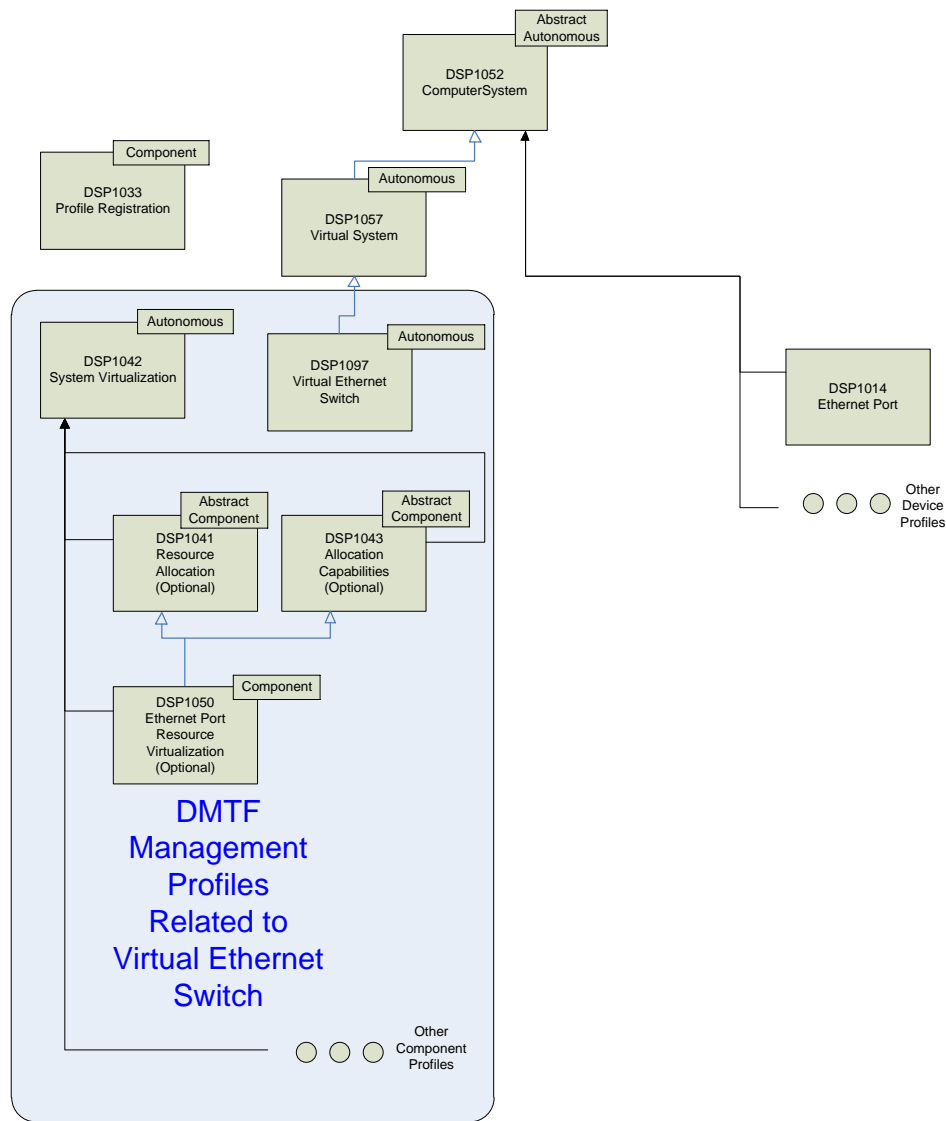 Abstract
Autonomous
DSP1052
ComputerSystem
Component
DSP1033
Profile Registration
Autonomous
DSP1057
Virtual System
Autonomous
DSP1042
System Virtualization
Autonomous
DSP1097
Virtual Ethernet
Switch
DSP1014
Ethernet Port
Other
Device
Profiles
Abstract
Component
DSP1041
Resource
Allocation
(Optional)
Abstract
Component
DSP1043
Allocation
Capabilities
(Optional)
Component
DSP1050
Ethernet Port
Resource
Virtualization
(Optional)
DMTF
Management
Profiles
Related to
Virtual Ethernet
Switch
Other
Component
Profiles